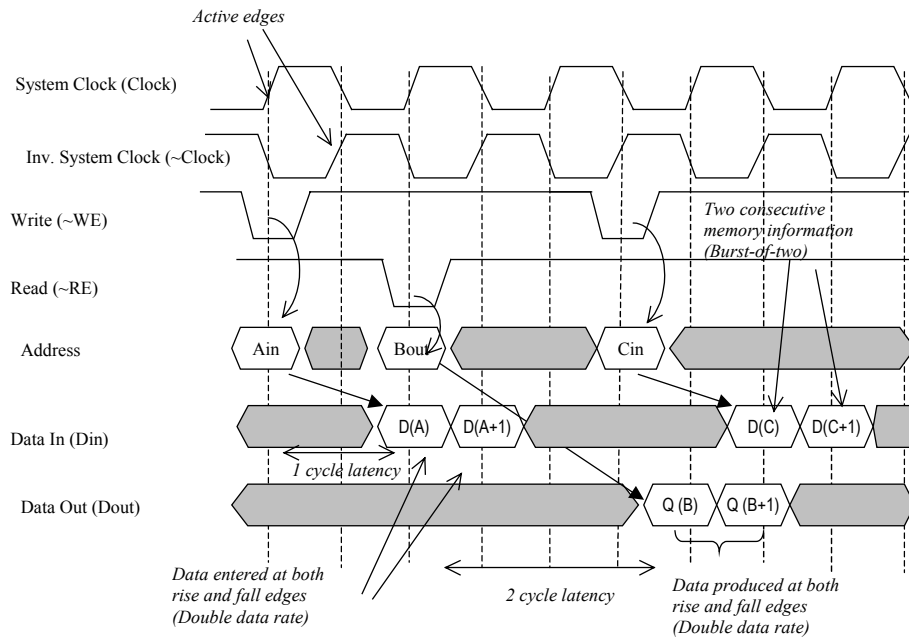 Active edges
System Clock (Clock)
Inv. System Clock (~Clock)
Write (~WE)
Two consecutive
memory information
(Burst-of-two)
Read (~RE)
Address
Ain
Bout
Cin
Data In (Din)
D(A)
D(A+1)
D(C)
D(C+1)
1 cycle latency
Data Out (Dout)
Q (B)
Q (B+1)
Data entered at both
rise and fall edges
(Double data rate)
2 cycle latency
Data produced at both
rise and fall edges
(Double data rate)